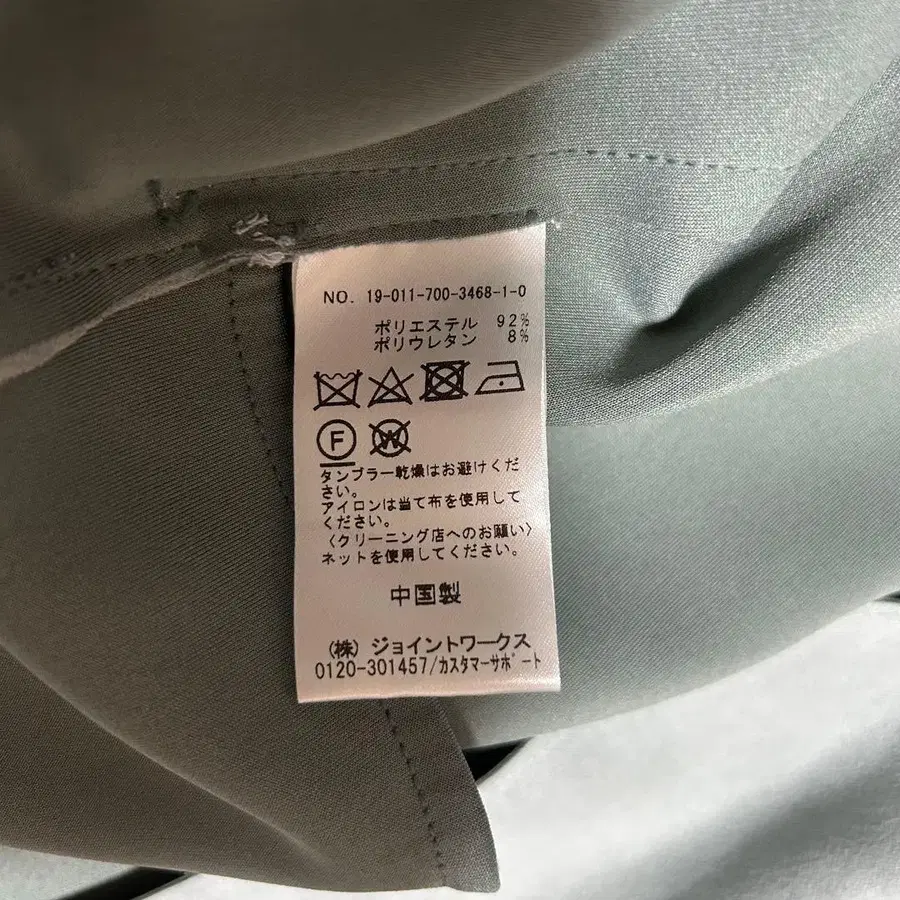 NO. 19-011-700-3468-1-0
ポリエステル 92%
ポリウレタン 8%
F W
タンブラー乾燥はお避けくだ
さい。
アイロンは当て布を使用して
ください。
〈クリーニング店へのお願い〉
ネットを使用してください。
中国製
(株) ジョイントワークス
0120-301457/カスタマーサポート